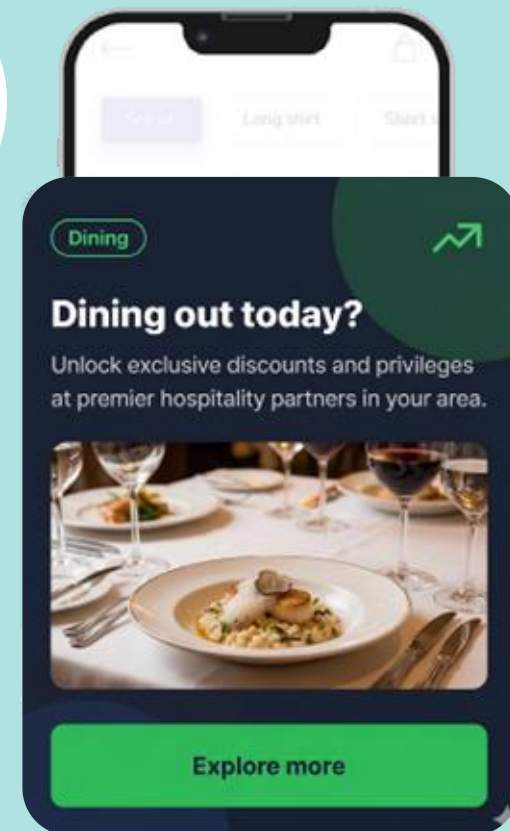 Long shirt
Dining
Dining out today?
Unlock exclusive discounts and privileges
at premier hospitality partners in your area.
Explore more